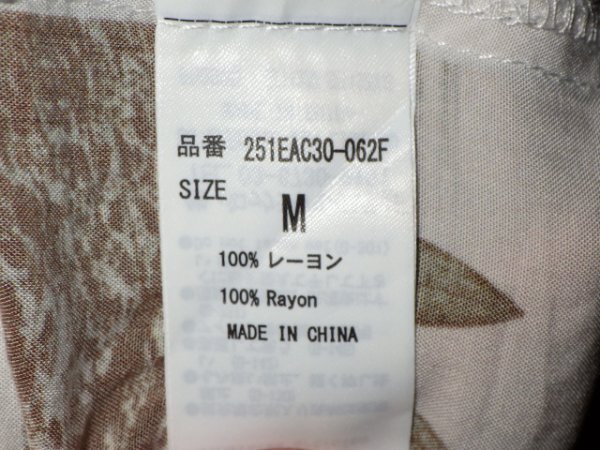 品番 251EAC30-062F
SIZE M
100% レーヨン
100% Rayon
MADE IN CHINA